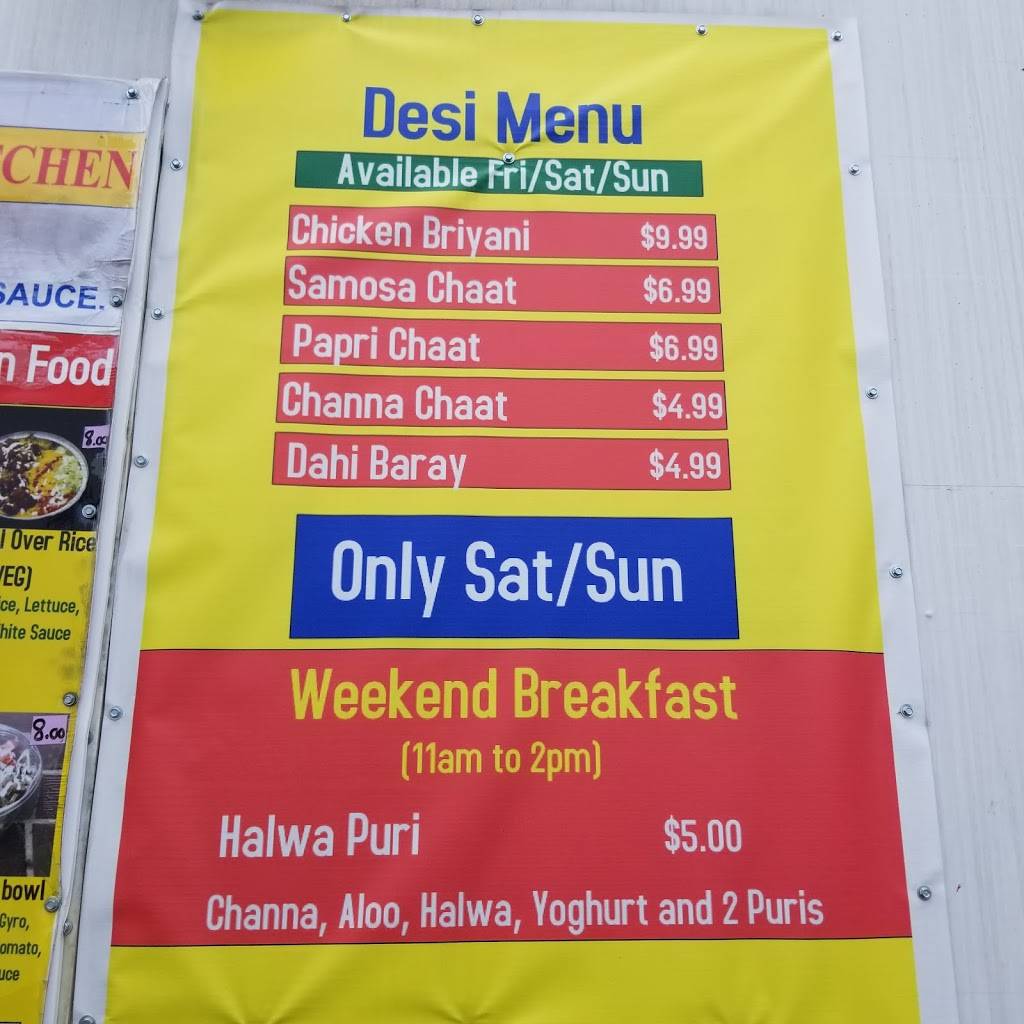 CHEN
SAUCE.
n Food
8.00
l Over Rice
VEG)
ice, Lettuce,
hite Sauce
8.00
bowl
Gyro,
omato,
uce
Desi Menu
Available Fri/Sat/Sun
Chicken Briyani $9.99
Samosa Chaat $6.99
Papri Chaat $6.99
Channa Chaat $4.99
Dahi Baray $4.99
Only Sat/Sun
Weekend Breakfast
(11am to 2pm)
Halwa Puri $5.00
Channa, Aloo, Halwa, Yoghurt and 2 Puris